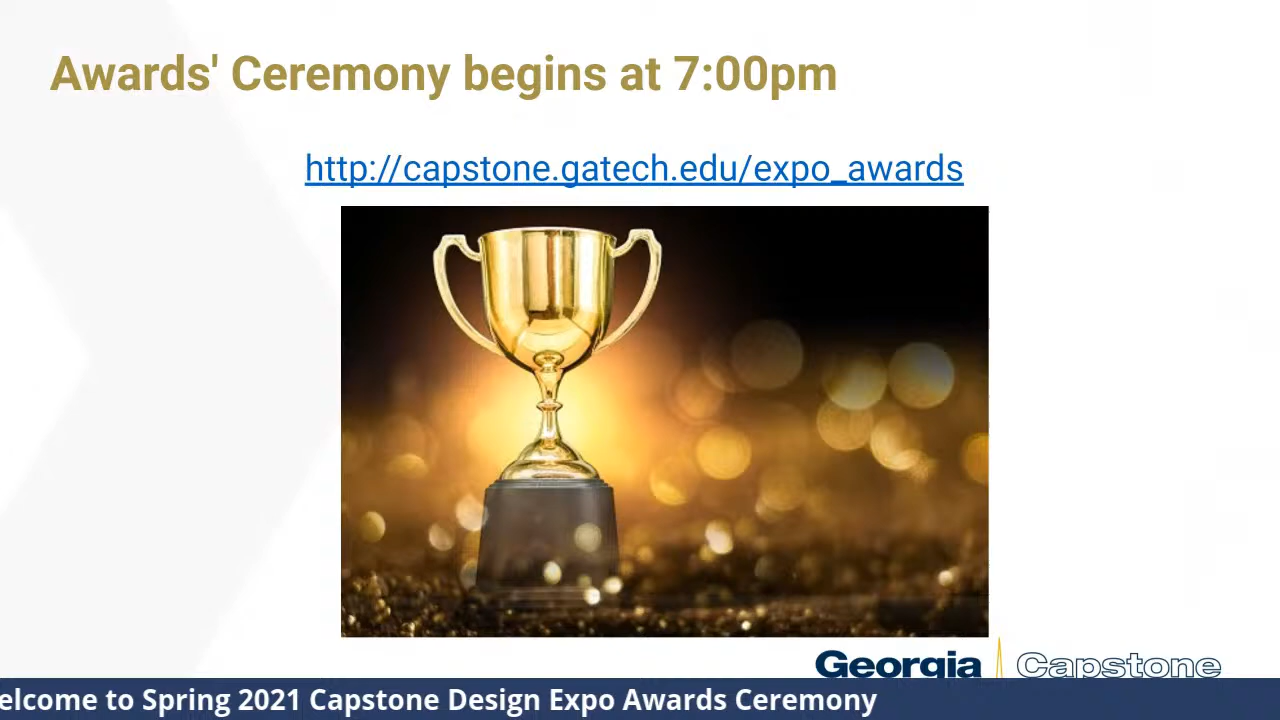 Awards' Ceremony begins at 7:00pm
http://capstone.gatech.edu/expo_awards
Georgia Capstone
elcome to Spring 2021 Capstone Design Expo Awards Ceremony